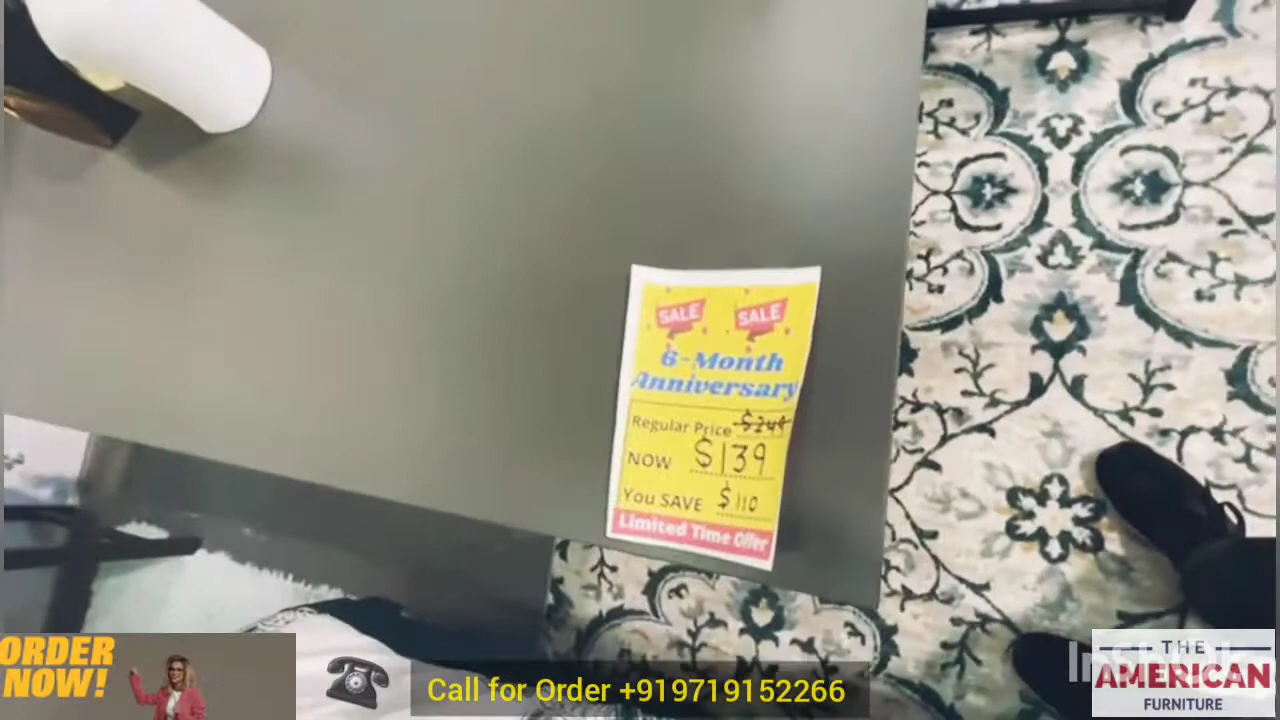 SALE SALE
6-Month
Anniversary
Regular Price $249
NOW $139
You SAVE $110
Limited Time Offer
ORDER
NOW!
Call for Order +919719152266
THE
AMERICAN
FURNITURE